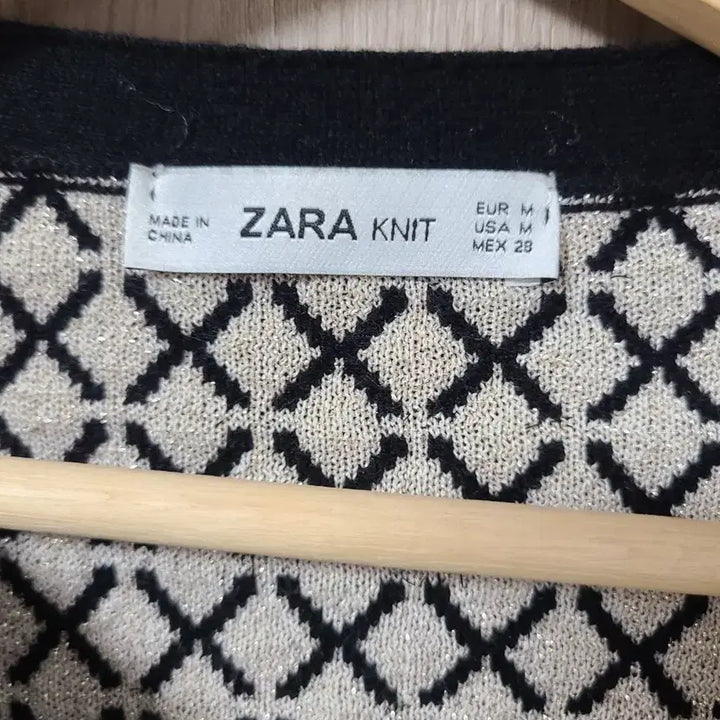 MADE IN
CHINA
ZARA KNIT
EUR M
USA M
MEX 28